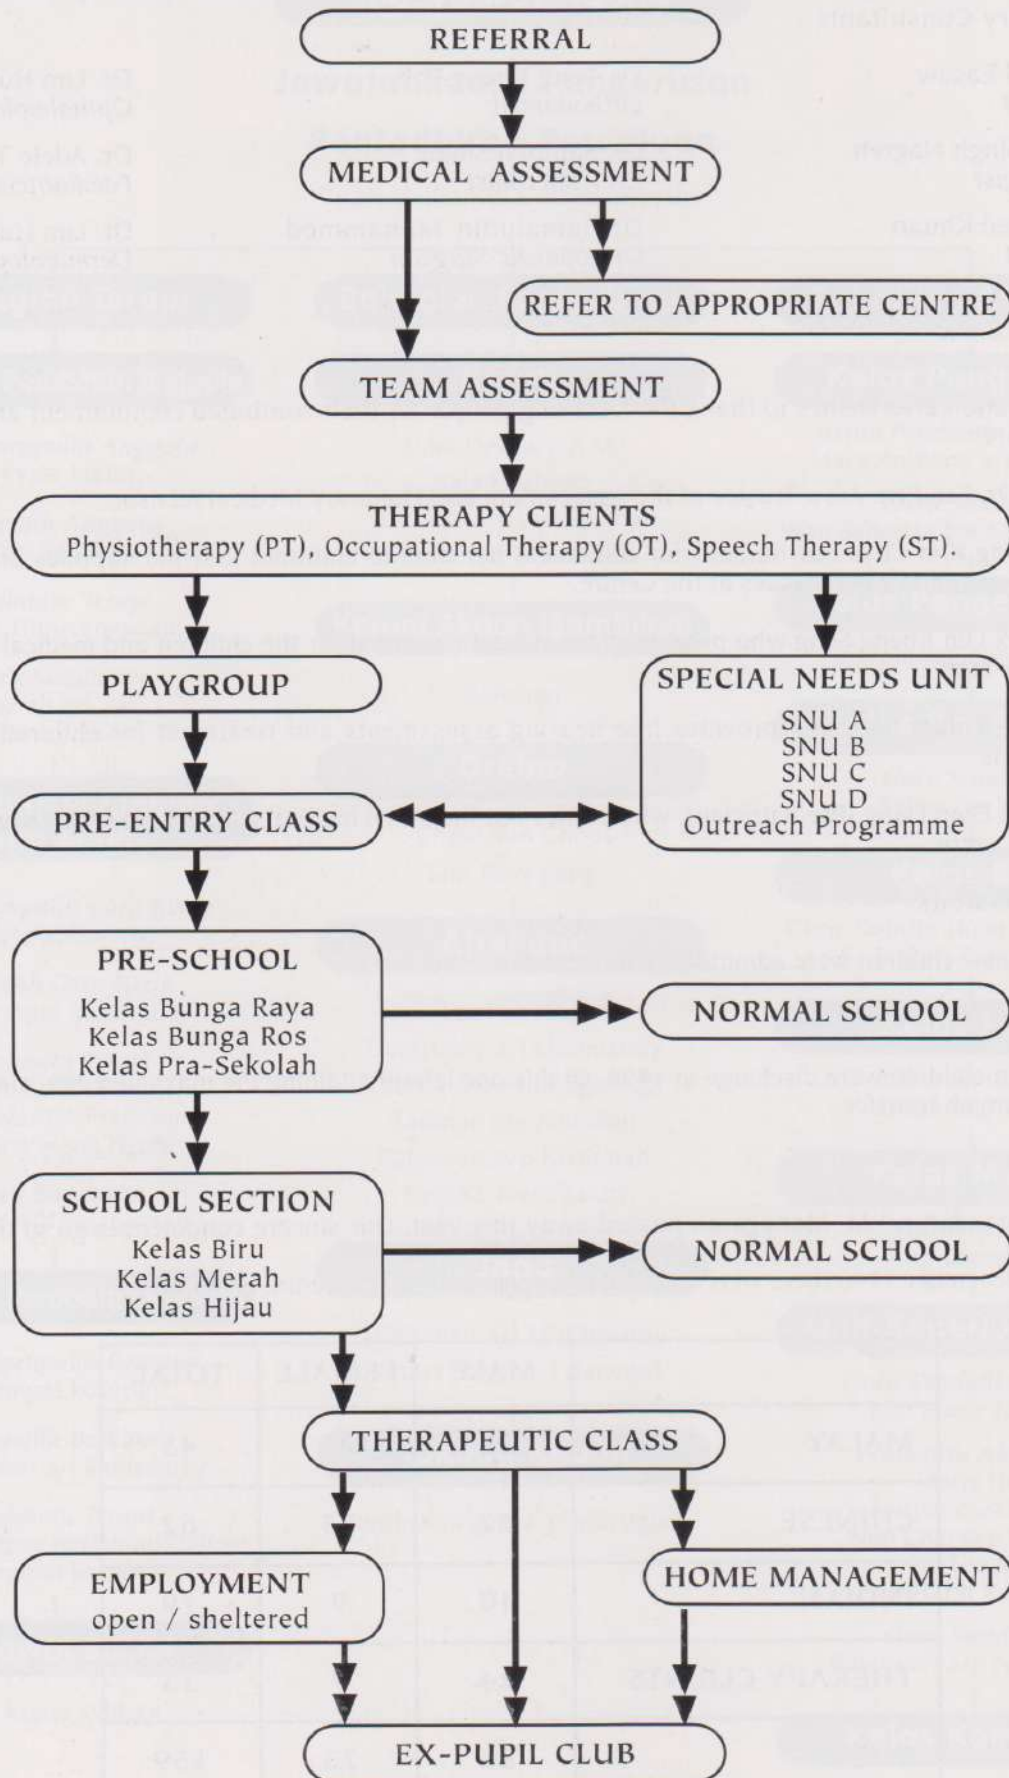 REFERRAL
MEDICAL ASSESSMENT
REFER TO APPROPRIATE CENTRE
TEAM ASSESSMENT
THERAPY CLIENTS
Physiotherapy (PT), Occupational Therapy (OT), Speech Therapy (ST).
PLAYGROUP
SPECIAL NEEDS UNIT
SNU A
SNU B
SNU C
SNU D
Outreach Programme
PRE-ENTRY CLASS
PRE-SCHOOL
Kelas Bunga Raya
Kelas Bunga Ros
Kelas Pra-Sekolah
NORMAL SCHOOL
SCHOOL SECTION
Kelas Biru
Kelas Merah
Kelas Hijau
NORMAL SCHOOL
THERAPEUTIC CLASS
EMPLOYMENT
open / sheltered
HOME MANAGEMENT
EX-PUPIL CLUB